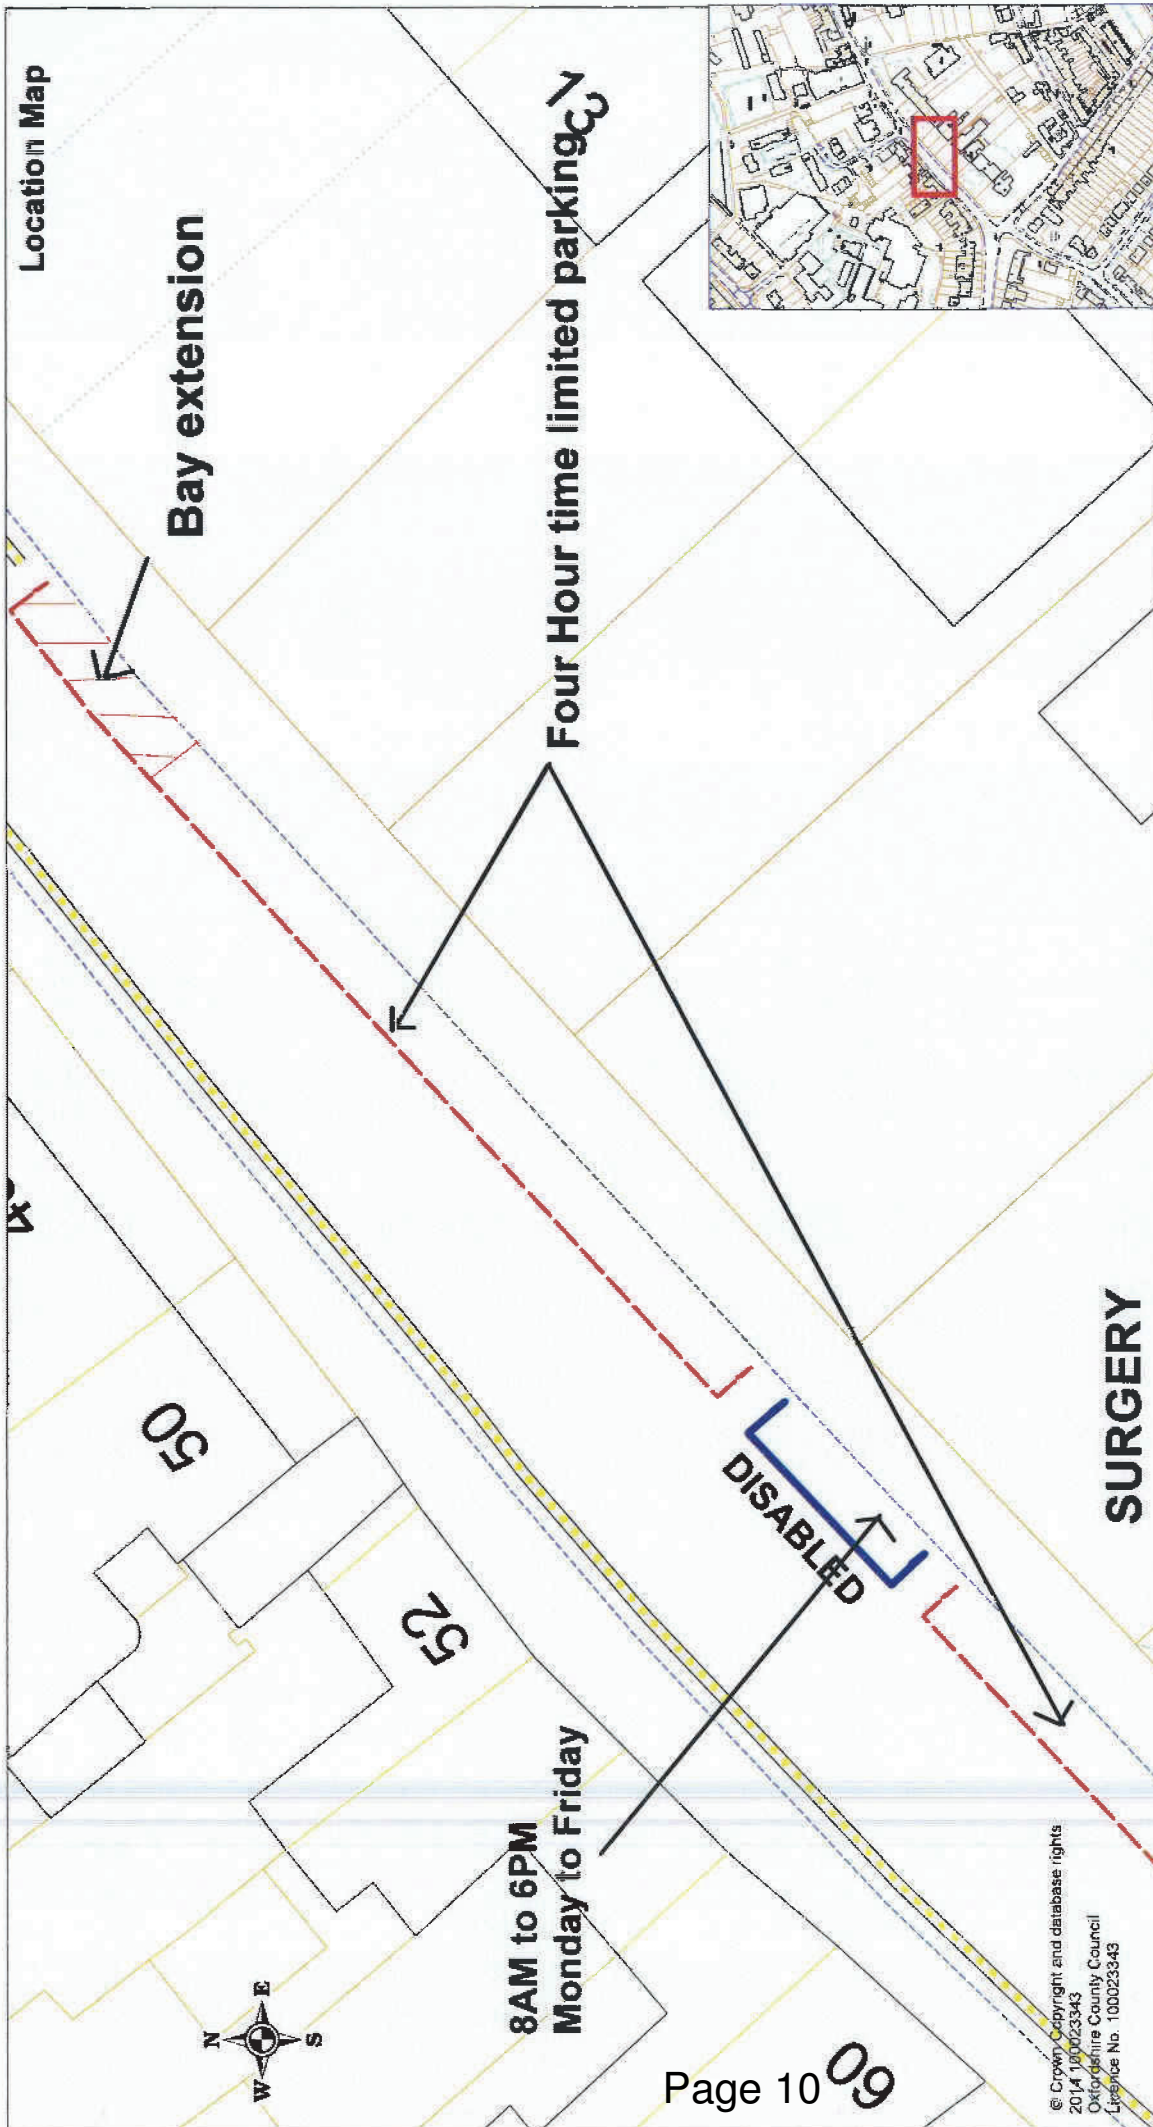 Location Map
Bay extension
Four Hour time limited parking
13
50
52
DISABLED
SURGERY
8AM to 6PM
Monday to Friday
60
N
E
S
W
© Crown Copyright and database rights
2014 100023343
Oxfordshire County Council
Licence No. 100023343
Page 10